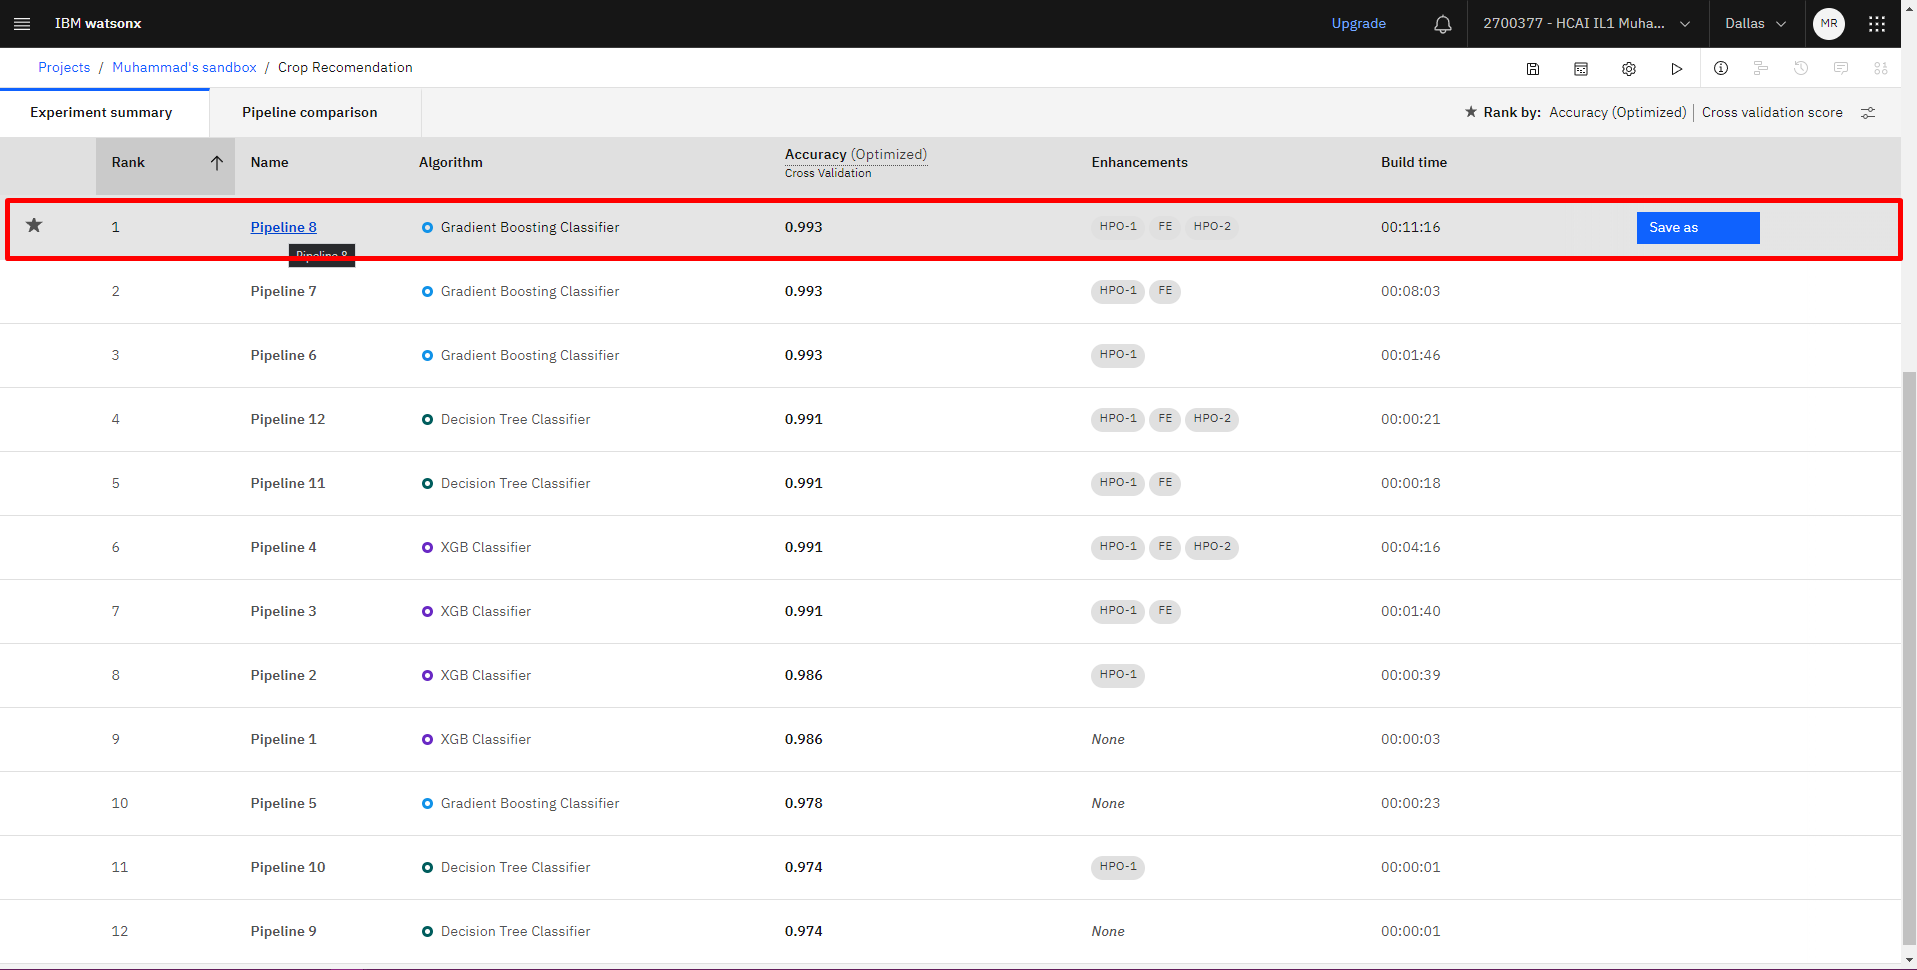 IBM watsonx Upgrade 2700377 - HCAI IL1 Muha... Dallas MR
Projects / Muhammad's sandbox / Crop Recomendation
Experiment summary Pipeline comparison ★ Rank by: Accuracy (Optimized) | Cross validation score
Rank Name Algorithm Accuracy (Optimized) Enhancements Build time
Cross Validation
1 Pipeline 8 Gradient Boosting Classifier 0.993 HPO-1 FE HPO-2 00:11:16 Save as
Pipeline 8
2 Pipeline 7 Gradient Boosting Classifier 0.993 HPO-1 FE 00:08:03
3 Pipeline 6 Gradient Boosting Classifier 0.993 HPO-1 00:01:46
4 Pipeline 12 Decision Tree Classifier 0.991 HPO-1 FE HPO-2 00:00:21
5 Pipeline 11 Decision Tree Classifier 0.991 HPO-1 FE 00:00:18
6 Pipeline 4 XGB Classifier 0.991 HPO-1 FE HPO-2 00:04:16
7 Pipeline 3 XGB Classifier 0.991 HPO-1 FE 00:01:40
8 Pipeline 2 XGB Classifier 0.986 HPO-1 00:00:39
9 Pipeline 1 XGB Classifier 0.986 None 00:00:03
10 Pipeline 5 Gradient Boosting Classifier 0.978 None 00:00:23
11 Pipeline 10 Decision Tree Classifier 0.974 HPO-1 00:00:01
12 Pipeline 9 Decision Tree Classifier 0.974 None 00:00:01